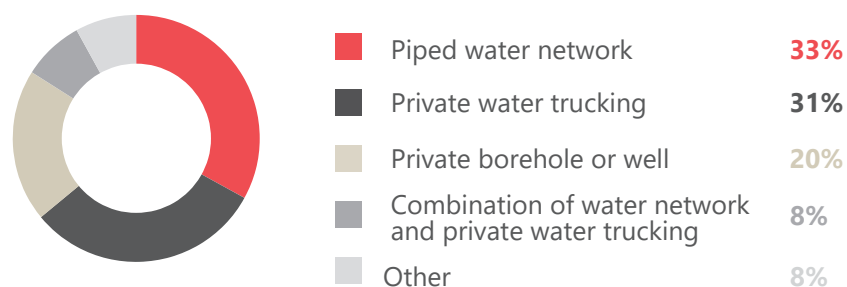 Piped water network 33%
Private water trucking 31%
Private borehole or well 20%
Combination of water network
and private water trucking 8%
Other 8%